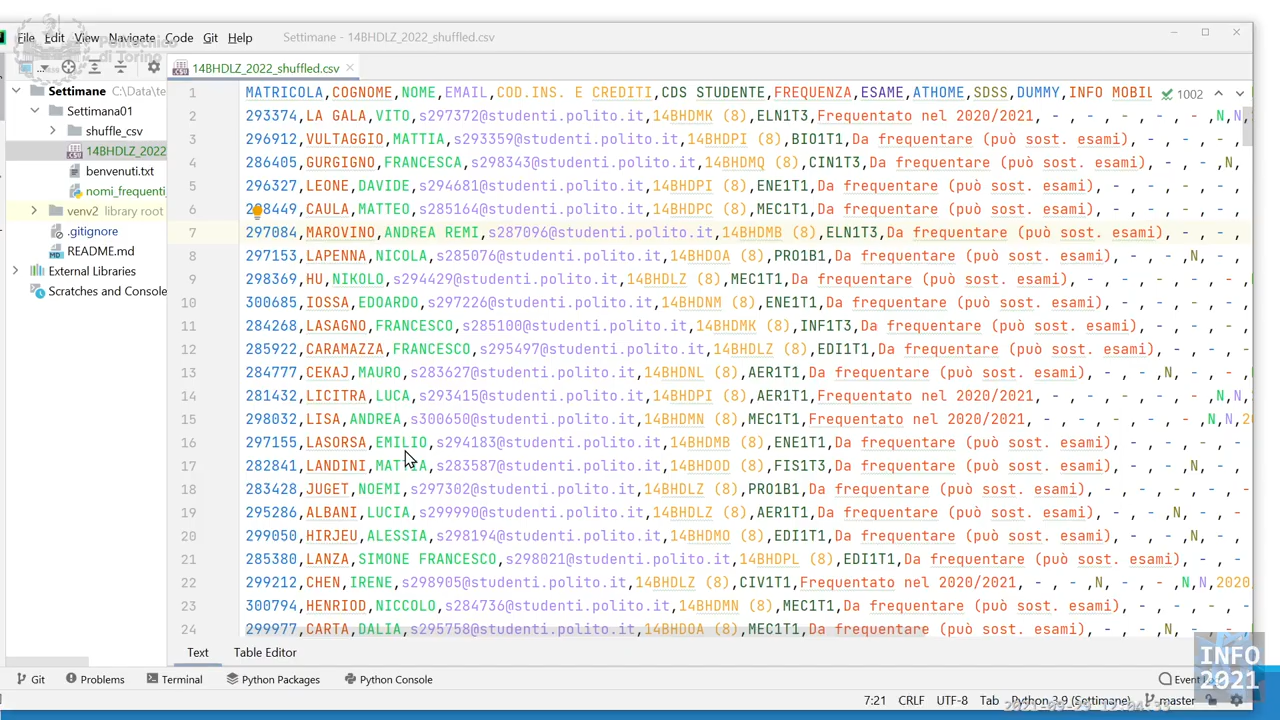 File Edit View Navigate Code Git Help Settimane - 14BHDLZ_2022_shuffled.csv
Politecnico
di Torino
14BHDLZ_2022_shuffled.csv
Settimane C:\Data\te
Settimana01
shuffle_csv
14BHDLZ_2022
benvenuti.txt
nomi_frequenti.
venv2 library root
.gitignore
README.md
External Libraries
Scratches and Console
1002
1 MATRICOLA,COGNOME,NOME,EMAIL,COD.INS. E CREDITI,CDS STUDENTE,FREQUENZA,ESAME,ATHOME,SDSS,DUMMY,INFO MOBIL
2 293374,LA GALA,VITO,s297372@studenti.polito.it,14BHDMK (8),ELN1T3,Frequentato nel 2020/2021, - , - , - , - ,N,N
3 296912,VULTAGGIO,MATTIA,s293359@studenti.polito.it,14BHDPI (8),BIO1T1,Da frequentare (può sost. esami), - , - , -
4 286405,GURGIGNO,FRANCESCA,s298343@studenti.polito.it,14BHDMQ (8),CIN1T3,Da frequentare (può sost. esami), - , - ,N,
5 296327,LEONE,DAVIDE,s294681@studenti.polito.it,14BHDPI (8),ENE1T1,Da frequentare (può sost. esami), - , - , - , -
6 298449,CAULA,MATTEO,s285164@studenti.polito.it,14BHDPC (8),MEC1T1,Da frequentare (può sost. esami), - , - , - , -
7 297084,MAROVINO,ANDREA REMI,s287096@studenti.polito.it,14BHDMB (8),ELN1T3,Da frequentare (può sost. esami), - , - ,
8 297153,LAPENNA,NICOLA,s285076@studenti.polito.it,14BHDOA (8),PRO1B1,Da frequentare (può sost. esami), - , - ,N, -
9 298369,HU,NIKOLO,s294429@studenti.polito.it,14BHDLZ (8),MEC1T1,Da frequentare (può sost. esami), - , - , - , - ,
10 300685,IOSSA,EDOARDO,s297226@studenti.polito.it,14BHDNM (8),ENE1T1,Da frequentare (può sost. esami), - , - , - , -
11 284268,LASAGNO,FRANCESCO,s285100@studenti.polito.it,14BHDMK (8),INF1T3,Da frequentare (può sost. esami), - , - , -
12 285922,CARAMAZZA,FRANCESCO,s295497@studenti.polito.it,14BHDLZ (8),EDI1T1,Da frequentare (può sost. esami), - , - ,
13 284777,CEKAJ,MAURO,s283627@studenti.polito.it,14BHDNL (8),AER1T1,Da frequentare (può sost. esami), - , - ,N, - ,
14 281432,LICITRA,LUCA,s293415@studenti.polito.it,14BHDPI (8),AER1T1,Frequentato nel 2020/2021, - , - , - , - ,N,N,
15 298032,LISA,ANDREA,s300650@studenti.polito.it,14BHDMN (8),MEC1T1,Frequentato nel 2020/2021, - , - , - , - ,N,N,20
16 297155,LASORSA,EMILIO,s294183@studenti.polito.it,14BHDMB (8),ENE1T1,Da frequentare (può sost. esami), - , - , - , -
17 282841,LANDINI,MATTIA,s283587@studenti.polito.it,14BHDOD (8),FIS1T3,Da frequentare (può sost. esami), - , - ,N, -
18 283428,JUGET,NOEMI,s297302@studenti.polito.it,14BHDLZ (8),PRO1B1,Da frequentare (può sost. esami), - , - , - , -
19 295286,ALBANI,LUCIA,s299990@studenti.polito.it,14BHDLZ (8),AER1T1,Da frequentare (può sost. esami), - , - ,N, -
20 299050,HIRJEU,ALESSIA,s298194@studenti.polito.it,14BHDMO (8),EDI1T1,Da frequentare (può sost. esami), - , - , - ,
21 285380,LANZA,SIMONE FRANCESCO,s298021@studenti.polito.it,14BHDPL (8),EDI1T1,Da frequentare (può sost. esami), - , -
22 299212,CHEN,IRENE,s298905@studenti.polito.it,14BHDLZ (8),CIV1T1,Frequentato nel 2020/2021, - , - ,N, - ,N,N,2020
23 300794,HENRIOD,NICCOLO,s284736@studenti.polito.it,14BHDMN (8),MEC1T1,Da frequentare (può sost. esami), - , - , -
24 299977,CARTA,DALIA,s295758@studenti.polito.it,14BHDOA (8),MEC1T1,Da frequentare (può sost. esami), - , - ,N, -
Text Table Editor
INFO
2021
Git Problems Terminal Python Packages Python Console Event
7:21 CRLF UTF-8 Tab Python 3.9 (Settimane) master